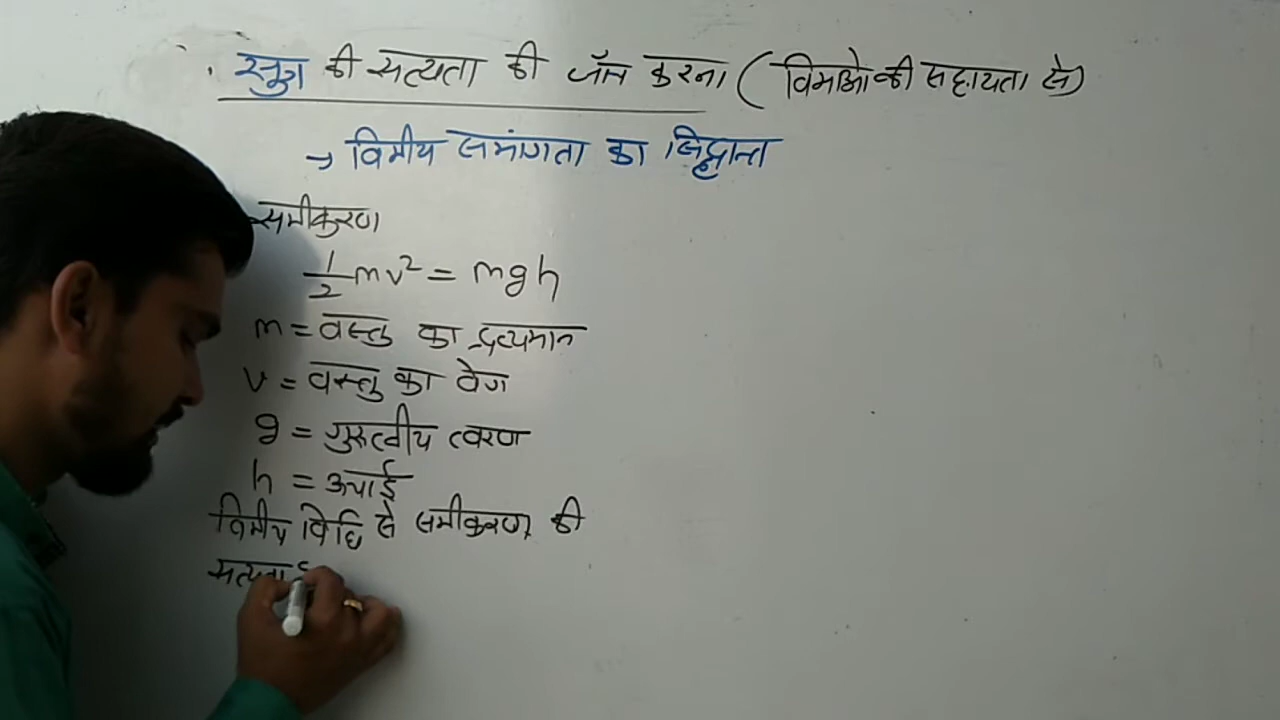 सूत्र की सत्यता की जाँच करना (विमाओ की सहायता से)
→ विमीय समांगता का सिद्धान्त
समीकरण
1/2 mv² = mgh
m = वस्तु का द्रव्यमान
v = वस्तु का वेग
g = गुरूत्वीय त्वरण
h = ऊचाई
विमीय विधि से समीकरण की
सत्यता